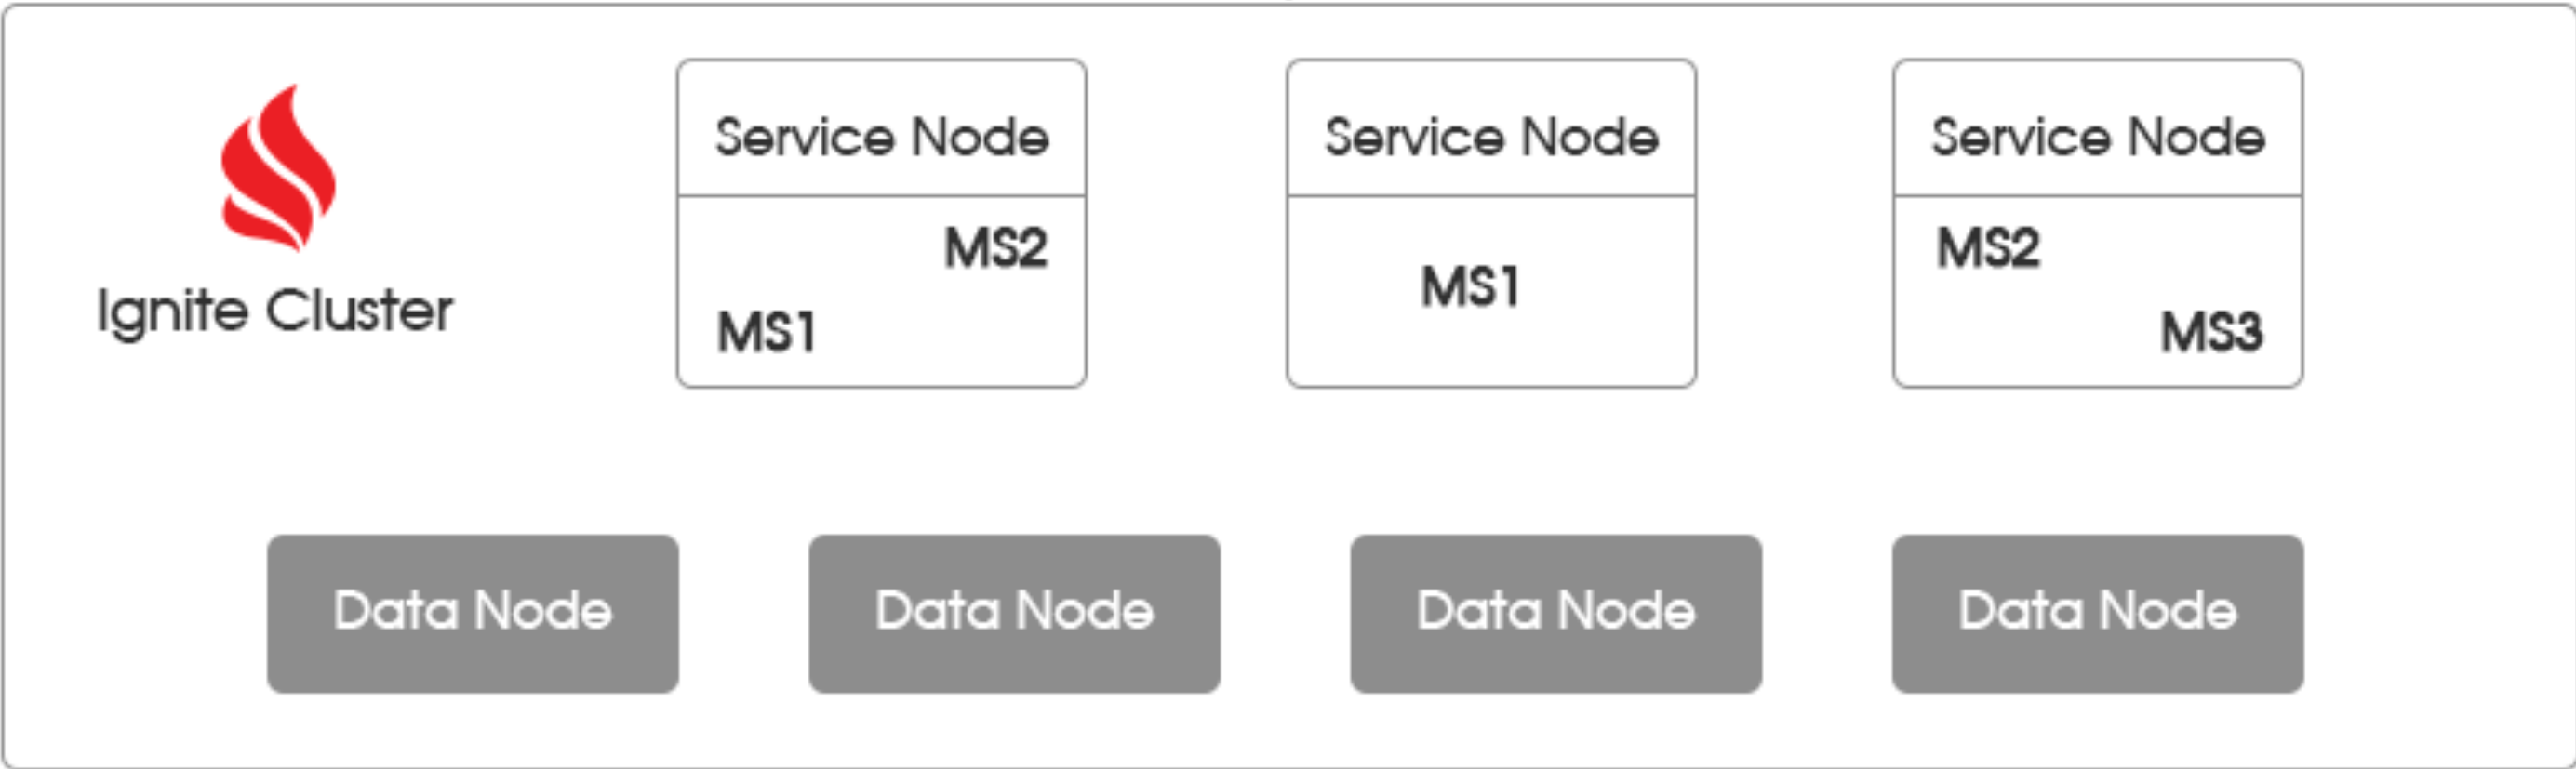 Ignite Cluster
Service Node
MS2
MS1
Service Node
MS1
Service Node
MS2
MS3
Data Node
Data Node
Data Node
Data Node